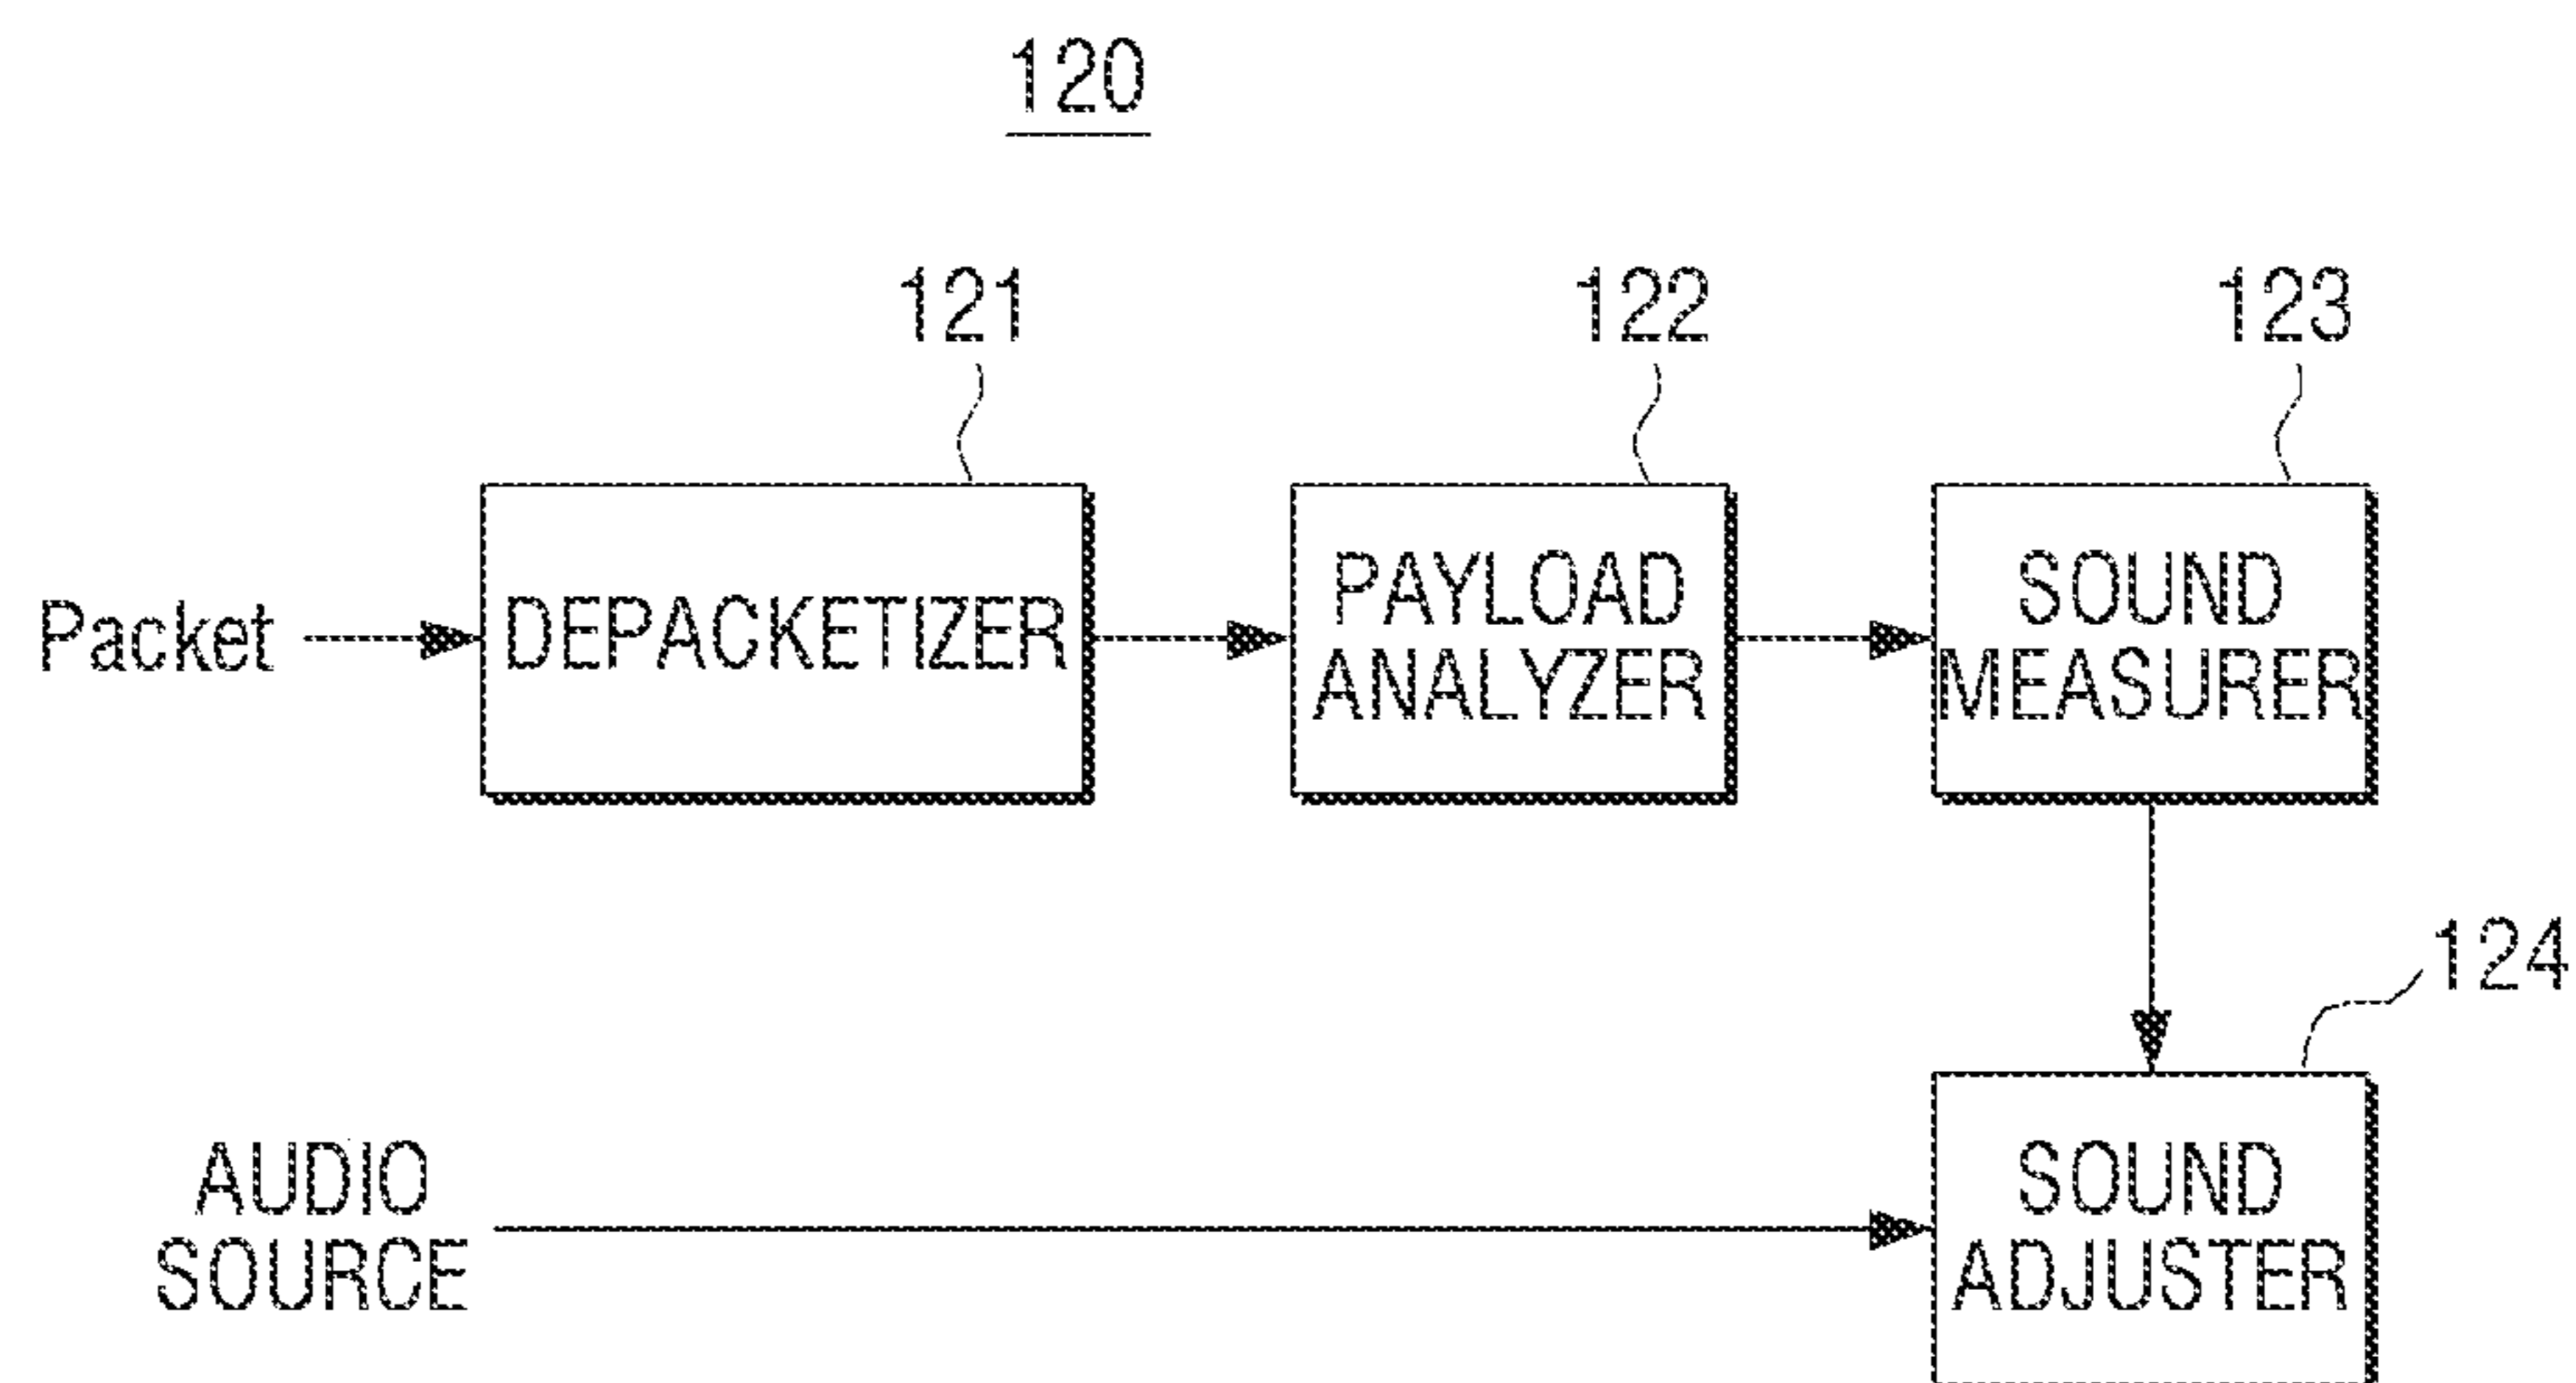 120
121
122
123
Packet
DEPACKETIZER
PAYLOAD
ANALYZER
SOUND
MEASURER
124
AUDIO
SOURCE
SOUND
ADJUSTER